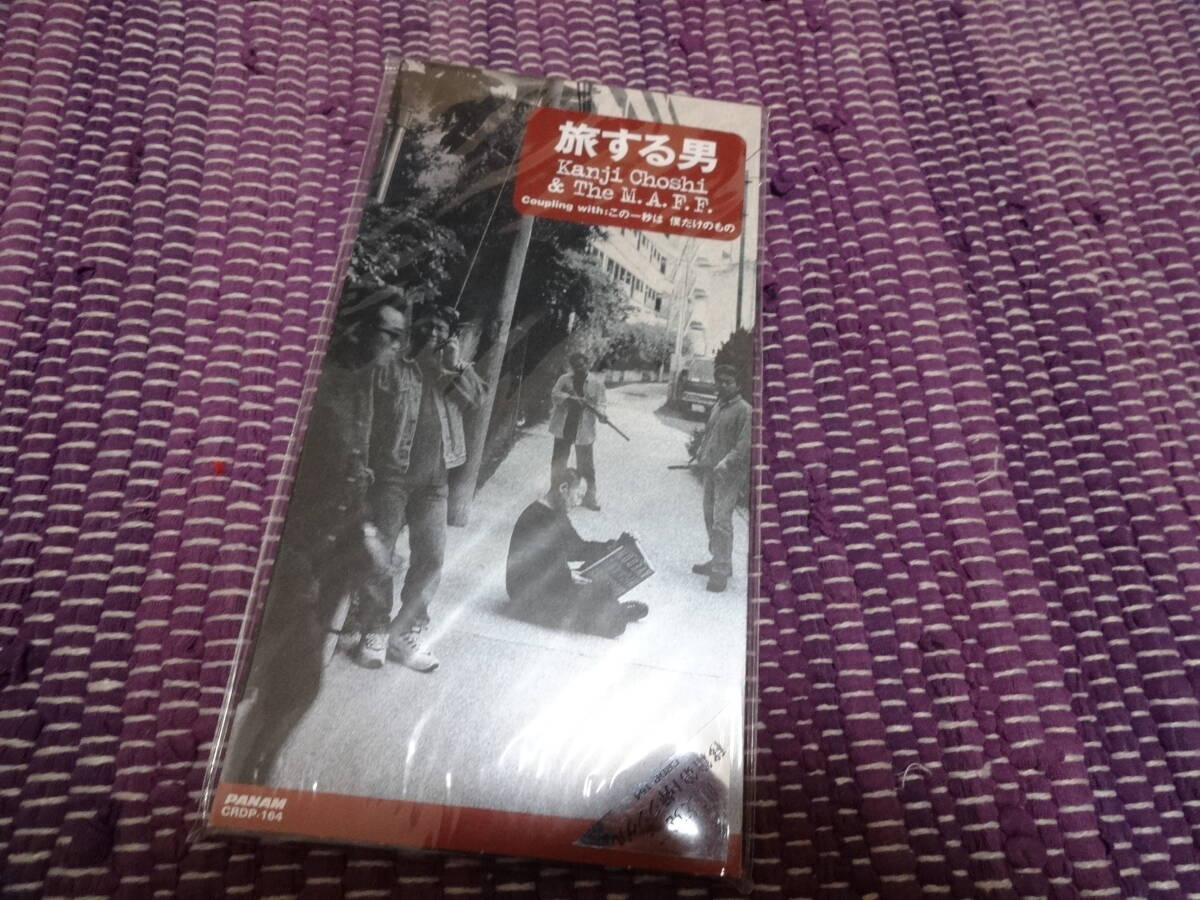 旅する男
Kanji Choshi
& The M.A.F.F.
Coupling with:この一秒は 僕だけのもの
PANAM
CRDP-164